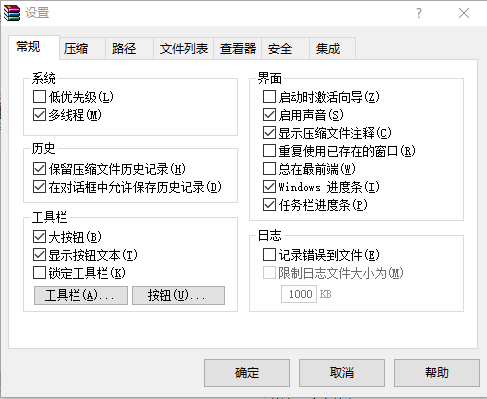 设置
常规
压缩
路径
文件列表
查看器
安全
集成
系统
低优先级(L)
多线程(M)
历史
保留压缩文件历史记录(H)
在对话框中允许保存历史记录(D)
工具栏
大按钮(B)
显示按钮文本(T)
锁定工具栏(K)
工具栏(A)...
按钮(U)...
界面
启动时激活向导(Z)
启用声音(S)
显示压缩文件注释(C)
重复使用已存在的窗口(R)
总在最前端(W)
Windows 进度条(I)
任务栏进度条(P)
日志
记录错误到文件(E)
限制日志文件大小为(M)
1000 KB
确定
取消
帮助